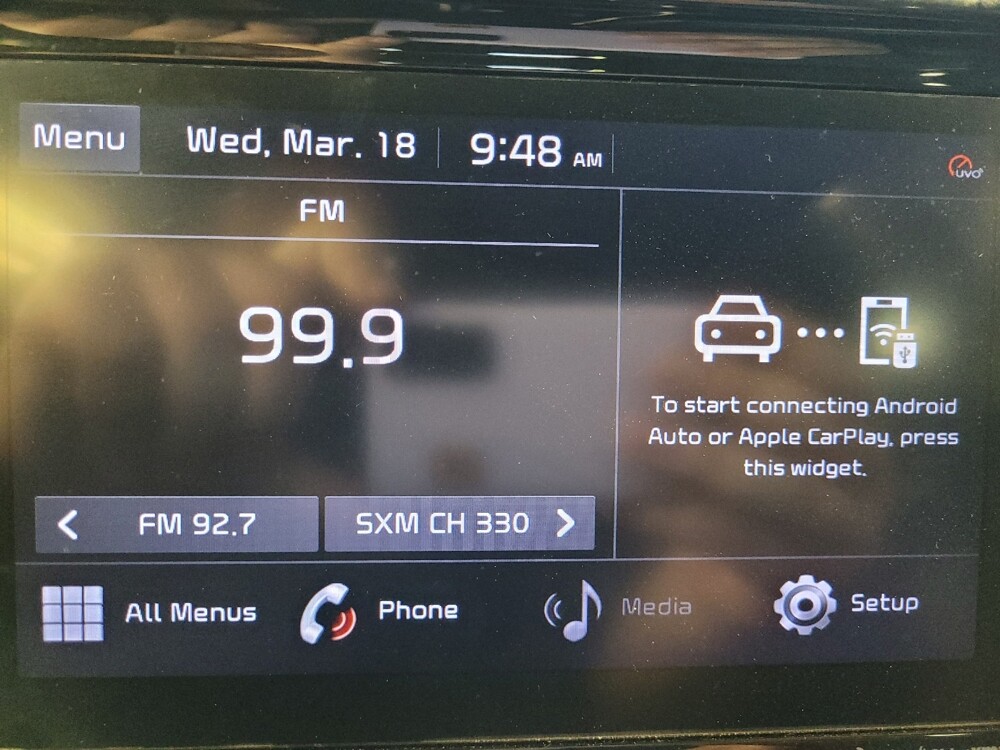 Menu
Wed, Mar. 18
9:48 AM
UVO
FM
99.9
To start connecting Android
Auto or Apple CarPlay, press
this widget.
FM 92.7
SXM CH 330
All Menus
Phone
Media
Setup